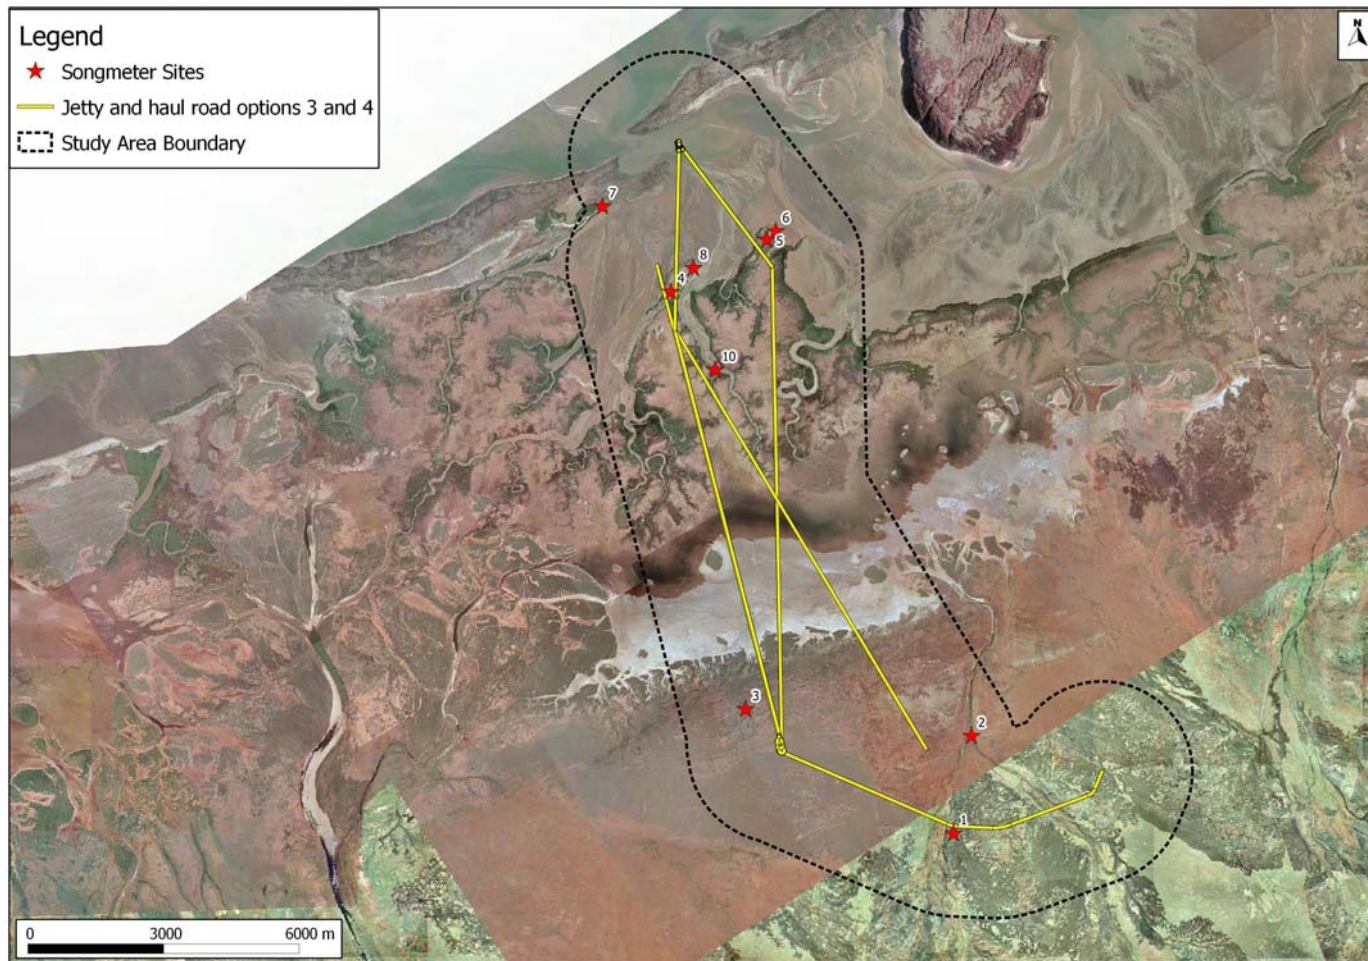 Legend
Songmeter Sites
Jetty and haul road options 3 and 4
Study Area Boundary
N
7
6
5
8
4
10
3
2
1
0 3000 6000 m